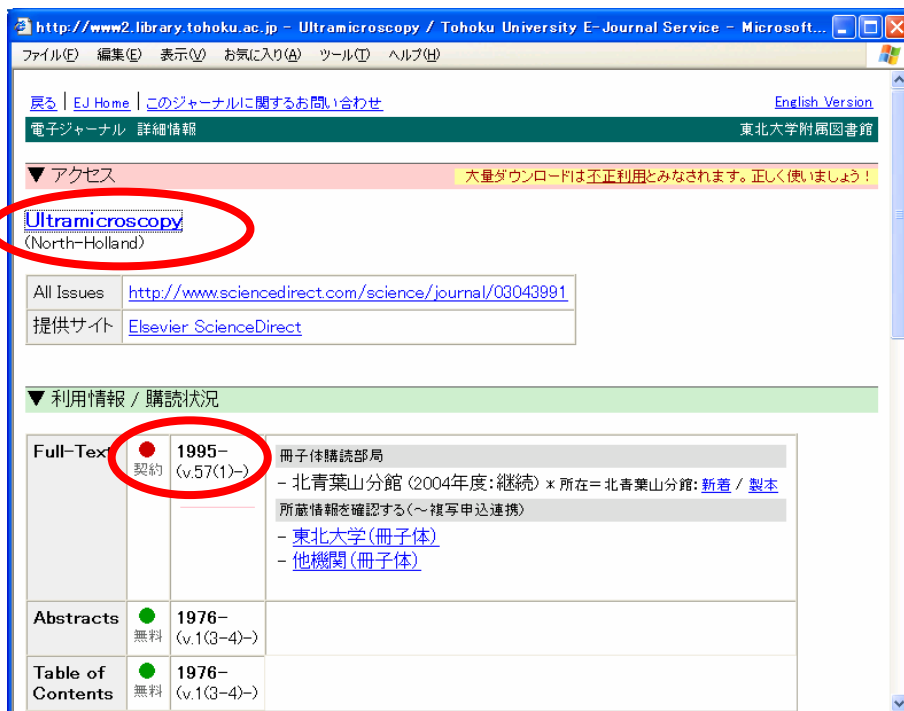 http://www2.library.tohoku.ac.jp - Ultramicroscopy / Tohoku University E-Journal Service - Microsoft...
ファイル(F) 編集(E) 表示(V) お気に入り(A) ツール(T) ヘルプ(H)
戻る | EJ Home | このジャーナルに関するお問い合わせ English Version
電子ジャーナル 詳細情報 東北大学附属図書館
▼ アクセス 大量ダウンロードは不正利用とみなされます。正しく使いましょう!
Ultramicroscopy
(North-Holland)
All Issues http://www.sciencedirect.com/science/journal/03043991
提供サイト Elsevier ScienceDirect
▼ 利用情報 / 購読状況
Full-Text ● 契約 1995- (v.57(1)-)
冊子体購読部局
- 北青葉山分館 (2004年度:継続) * 所在=北青葉山分館: 新着 / 製本
所蔵情報を確認する(~複写申込連携)
- 東北大学(冊子体)
- 他機関(冊子体)
Abstracts ● 無料 1976- (v.1(3-4)-)
Table of Contents ● 無料 1976- (v.1(3-4)-)